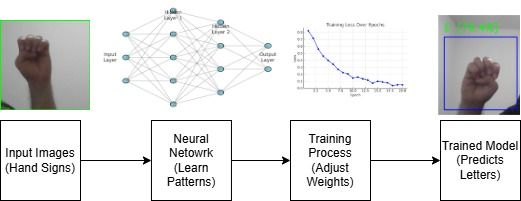 Hidden
Layer 1
Hidden
Layer 2
Input
Layer
Output
Layer
Training Loss Over Epochs
Epoch
Input Images
(Hand Signs)
Neural
Netowrk
(Learn
Patterns)
Training
Process
(Adjust
Weights)
Trained Model
(Predicts
Letters)